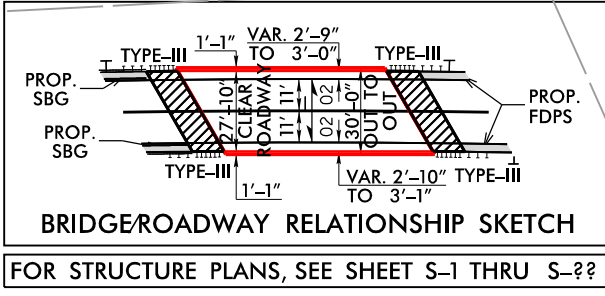 VAR. 2'-9"
TO 3'-0"
1'-1"
TYPE-III
TYPE-III
PROP.
SBG
PROP.
SBG
27'-10"
CLEAR
ROADWAY
11'
11'
02
02
30'-0"
OUT TO
OUT
PROP.
FDPS
TYPE-III
TYPE-III
1'-1"
VAR. 2'-10"
TO 3'-1"
BRIDGE/ROADWAY RELATIONSHIP SKETCH
FOR STRUCTURE PLANS, SEE SHEET S-1 THRU S-??